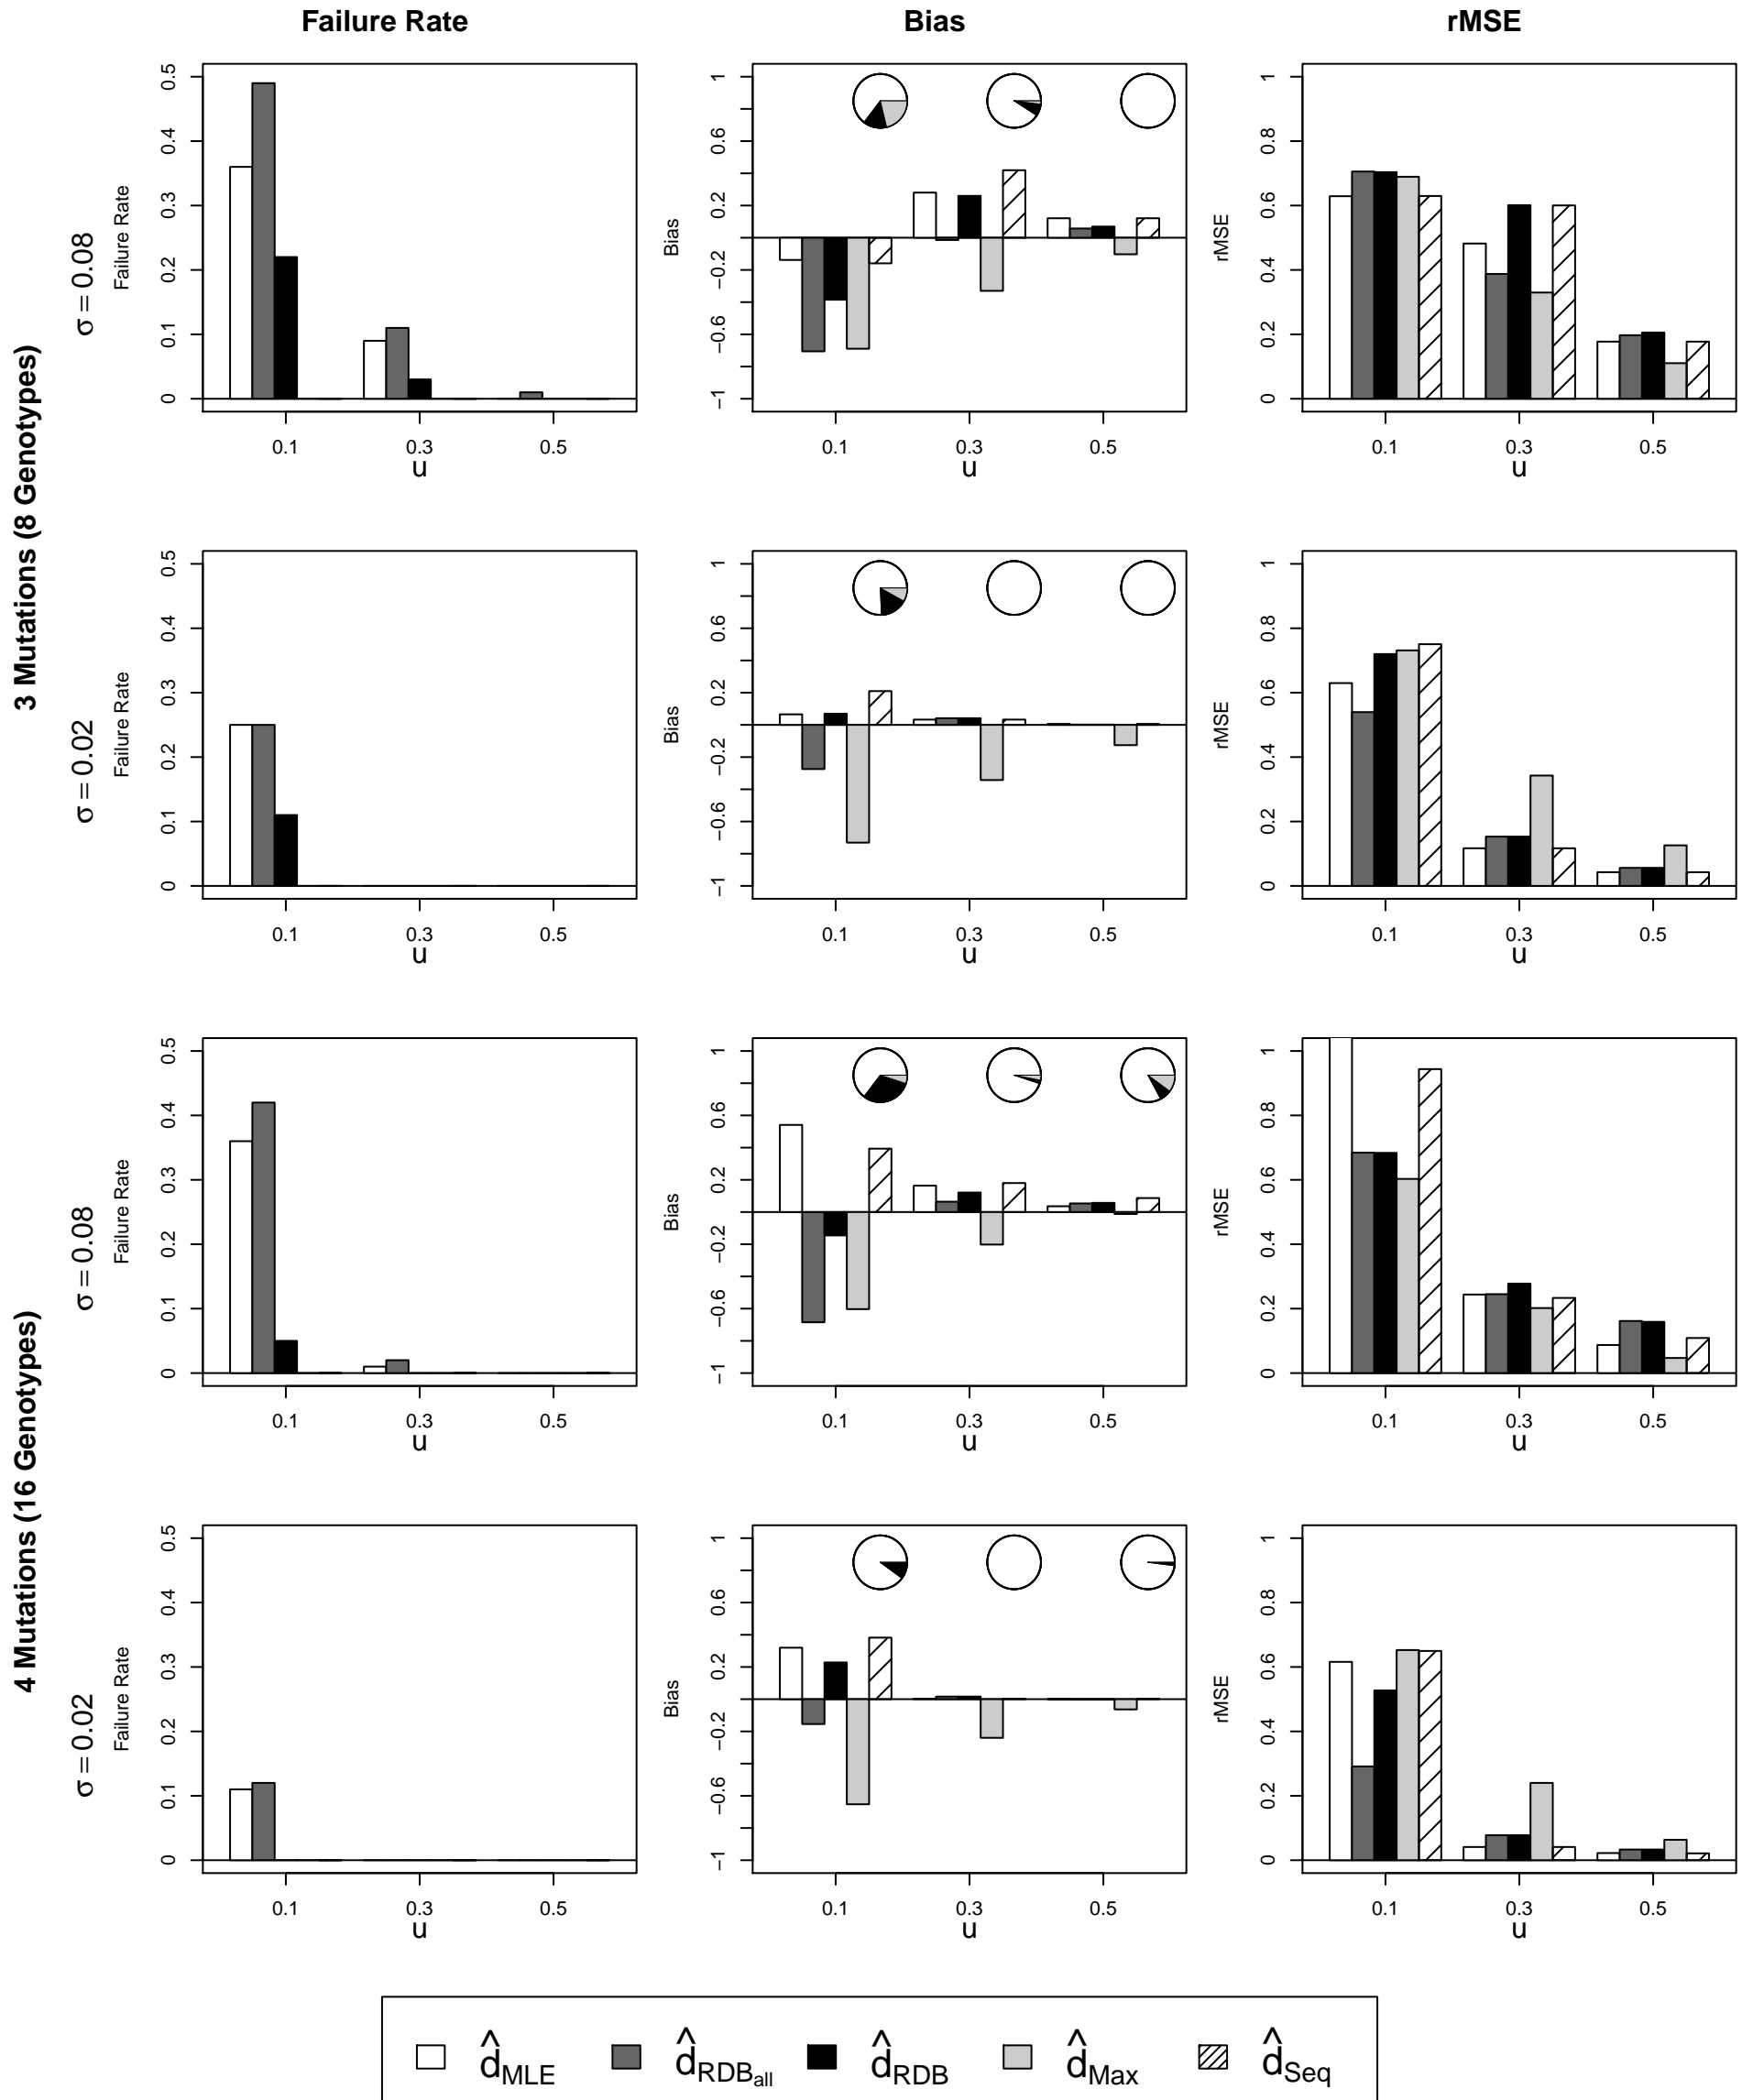 Failure Rate Bias rMSE
3 Mutations (8 Genotypes)
σ = 0.08
Failure Rate
0 0.1 0.2 0.3 0.4 0.5
0.1 0.3 0.5
u
Bias
−1 −0.6 −0.2 0.2 0.6 1
0.1 0.3 0.5
u
rMSE
0 0.2 0.4 0.6 0.8 1
0.1 0.3 0.5
u
σ = 0.02
Failure Rate
0 0.1 0.2 0.3 0.4 0.5
0.1 0.3 0.5
u
Bias
−1 −0.6 −0.2 0.2 0.6 1
0.1 0.3 0.5
u
rMSE
0 0.2 0.4 0.6 0.8 1
0.1 0.3 0.5
u
4 Mutations (16 Genotypes)
σ = 0.08
Failure Rate
0 0.1 0.2 0.3 0.4 0.5
0.1 0.3 0.5
u
Bias
−1 −0.6 −0.2 0.2 0.6 1
0.1 0.3 0.5
u
rMSE
0 0.2 0.4 0.6 0.8 1
0.1 0.3 0.5
u
σ = 0.02
Failure Rate
0 0.1 0.2 0.3 0.4 0.5
0.1 0.3 0.5
u
Bias
−1 −0.6 −0.2 0.2 0.6 1
0.1 0.3 0.5
u
rMSE
0 0.2 0.4 0.6 0.8 1
0.1 0.3 0.5
u
d̂MLE d̂RDBall d̂RDB d̂Max d̂Seq